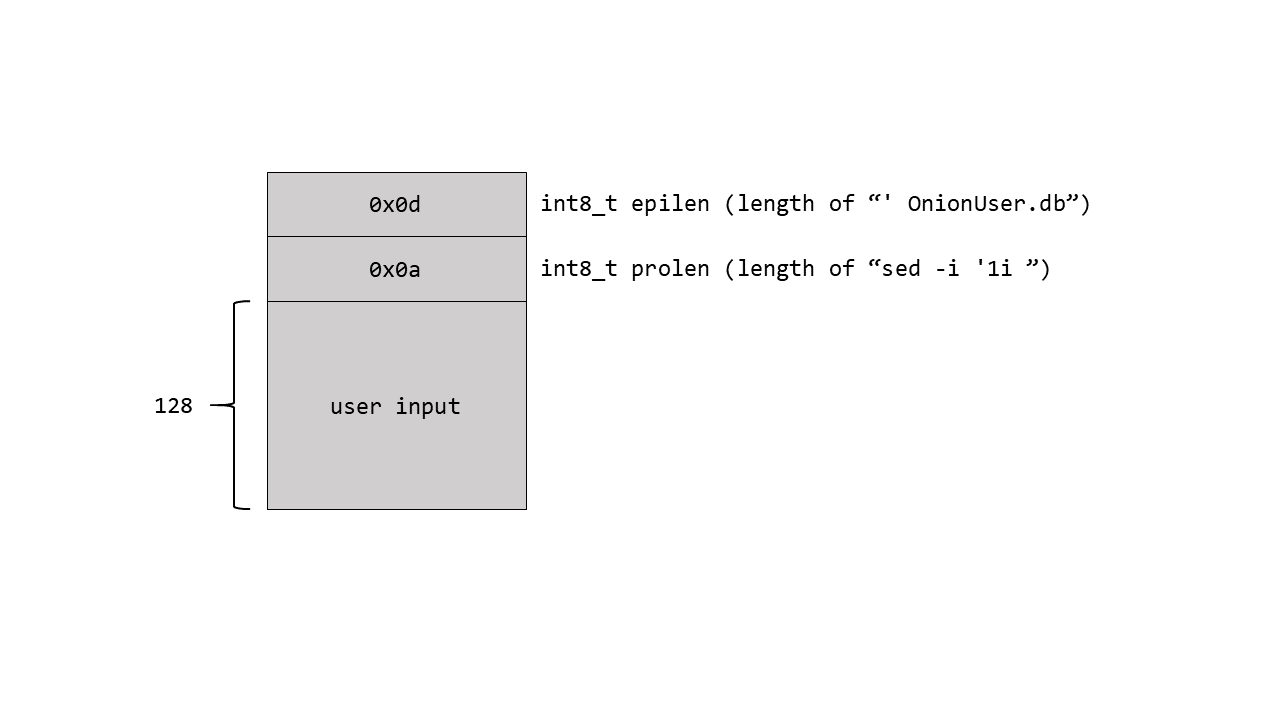 0x0d int8_t epilen (length of “' OnionUser.db”)
0x0a int8_t prolen (length of “sed -i '1i ”)
128 user input